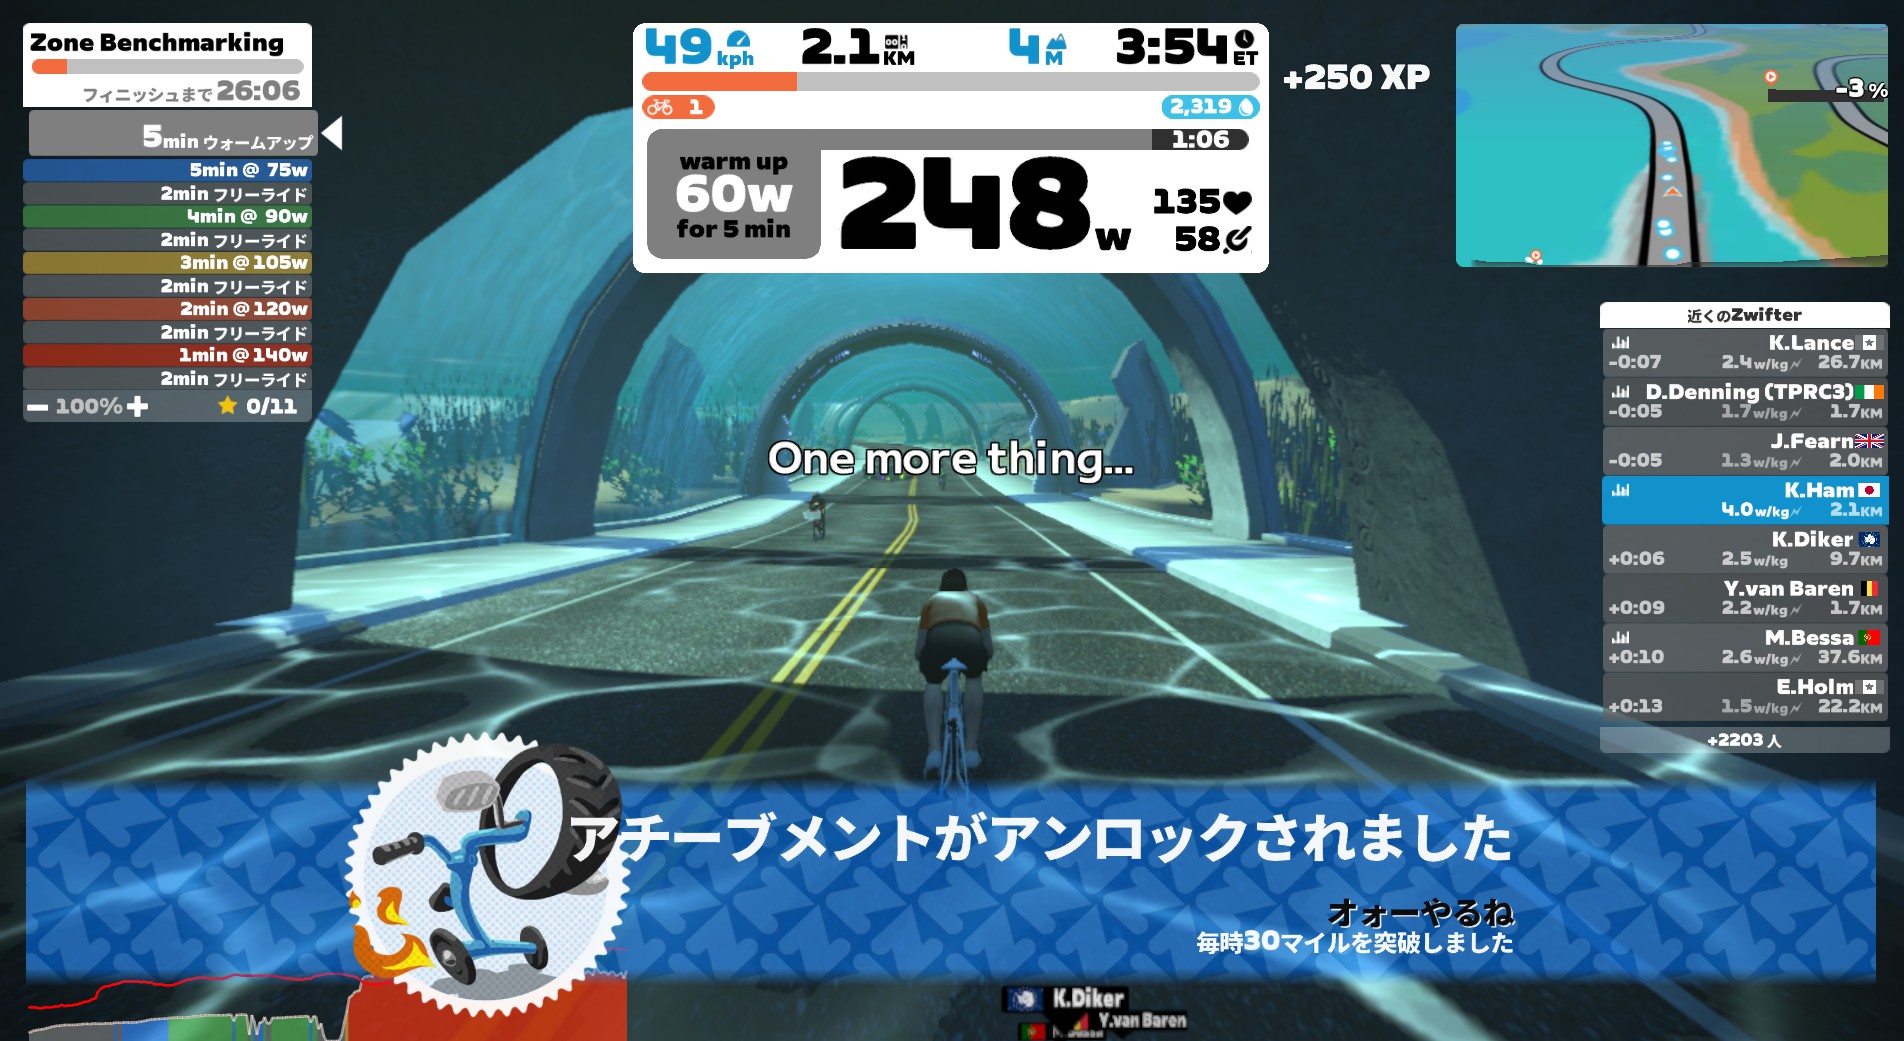 Zone Benchmarking
フィニッシュまで 26:06
5min ウォームアップ
5min @ 75w
2min フリーライド
4min @ 90w
2min フリーライド
3min @ 105w
2min フリーライド
2min @ 120w
2min フリーライド
1min @ 140w
2min フリーライド
− 100% + 0/11
49 kph 2.1 KM 4 M 3:54 ET
1 2,319
1:06
warm up
60w
for 5 min
248 w
135
58
+250 XP
-3 %
近くのZwifter
K.Lance
-0:07 2.4 w/kg 26.7 KM
D.Denning (TPRC3)
-0:05 1.7 w/kg 1.7 KM
J.Fearn
-0:05 1.3 w/kg 2.0 KM
K.Ham
4.0 w/kg 2.1 KM
K.Diker
+0:06 2.5 w/kg 9.7 KM
Y.van Baren
+0:09 2.2 w/kg 1.7 KM
M.Bessa
+0:10 2.6 w/kg 37.6 KM
E.Holm
+0:13 1.5 w/kg 22.2 KM
+2203 人
One more thing...
アチーブメントがアンロックされました
オォーやるね
毎時30マイルを突破しました
K.Diker
Y.van Baren